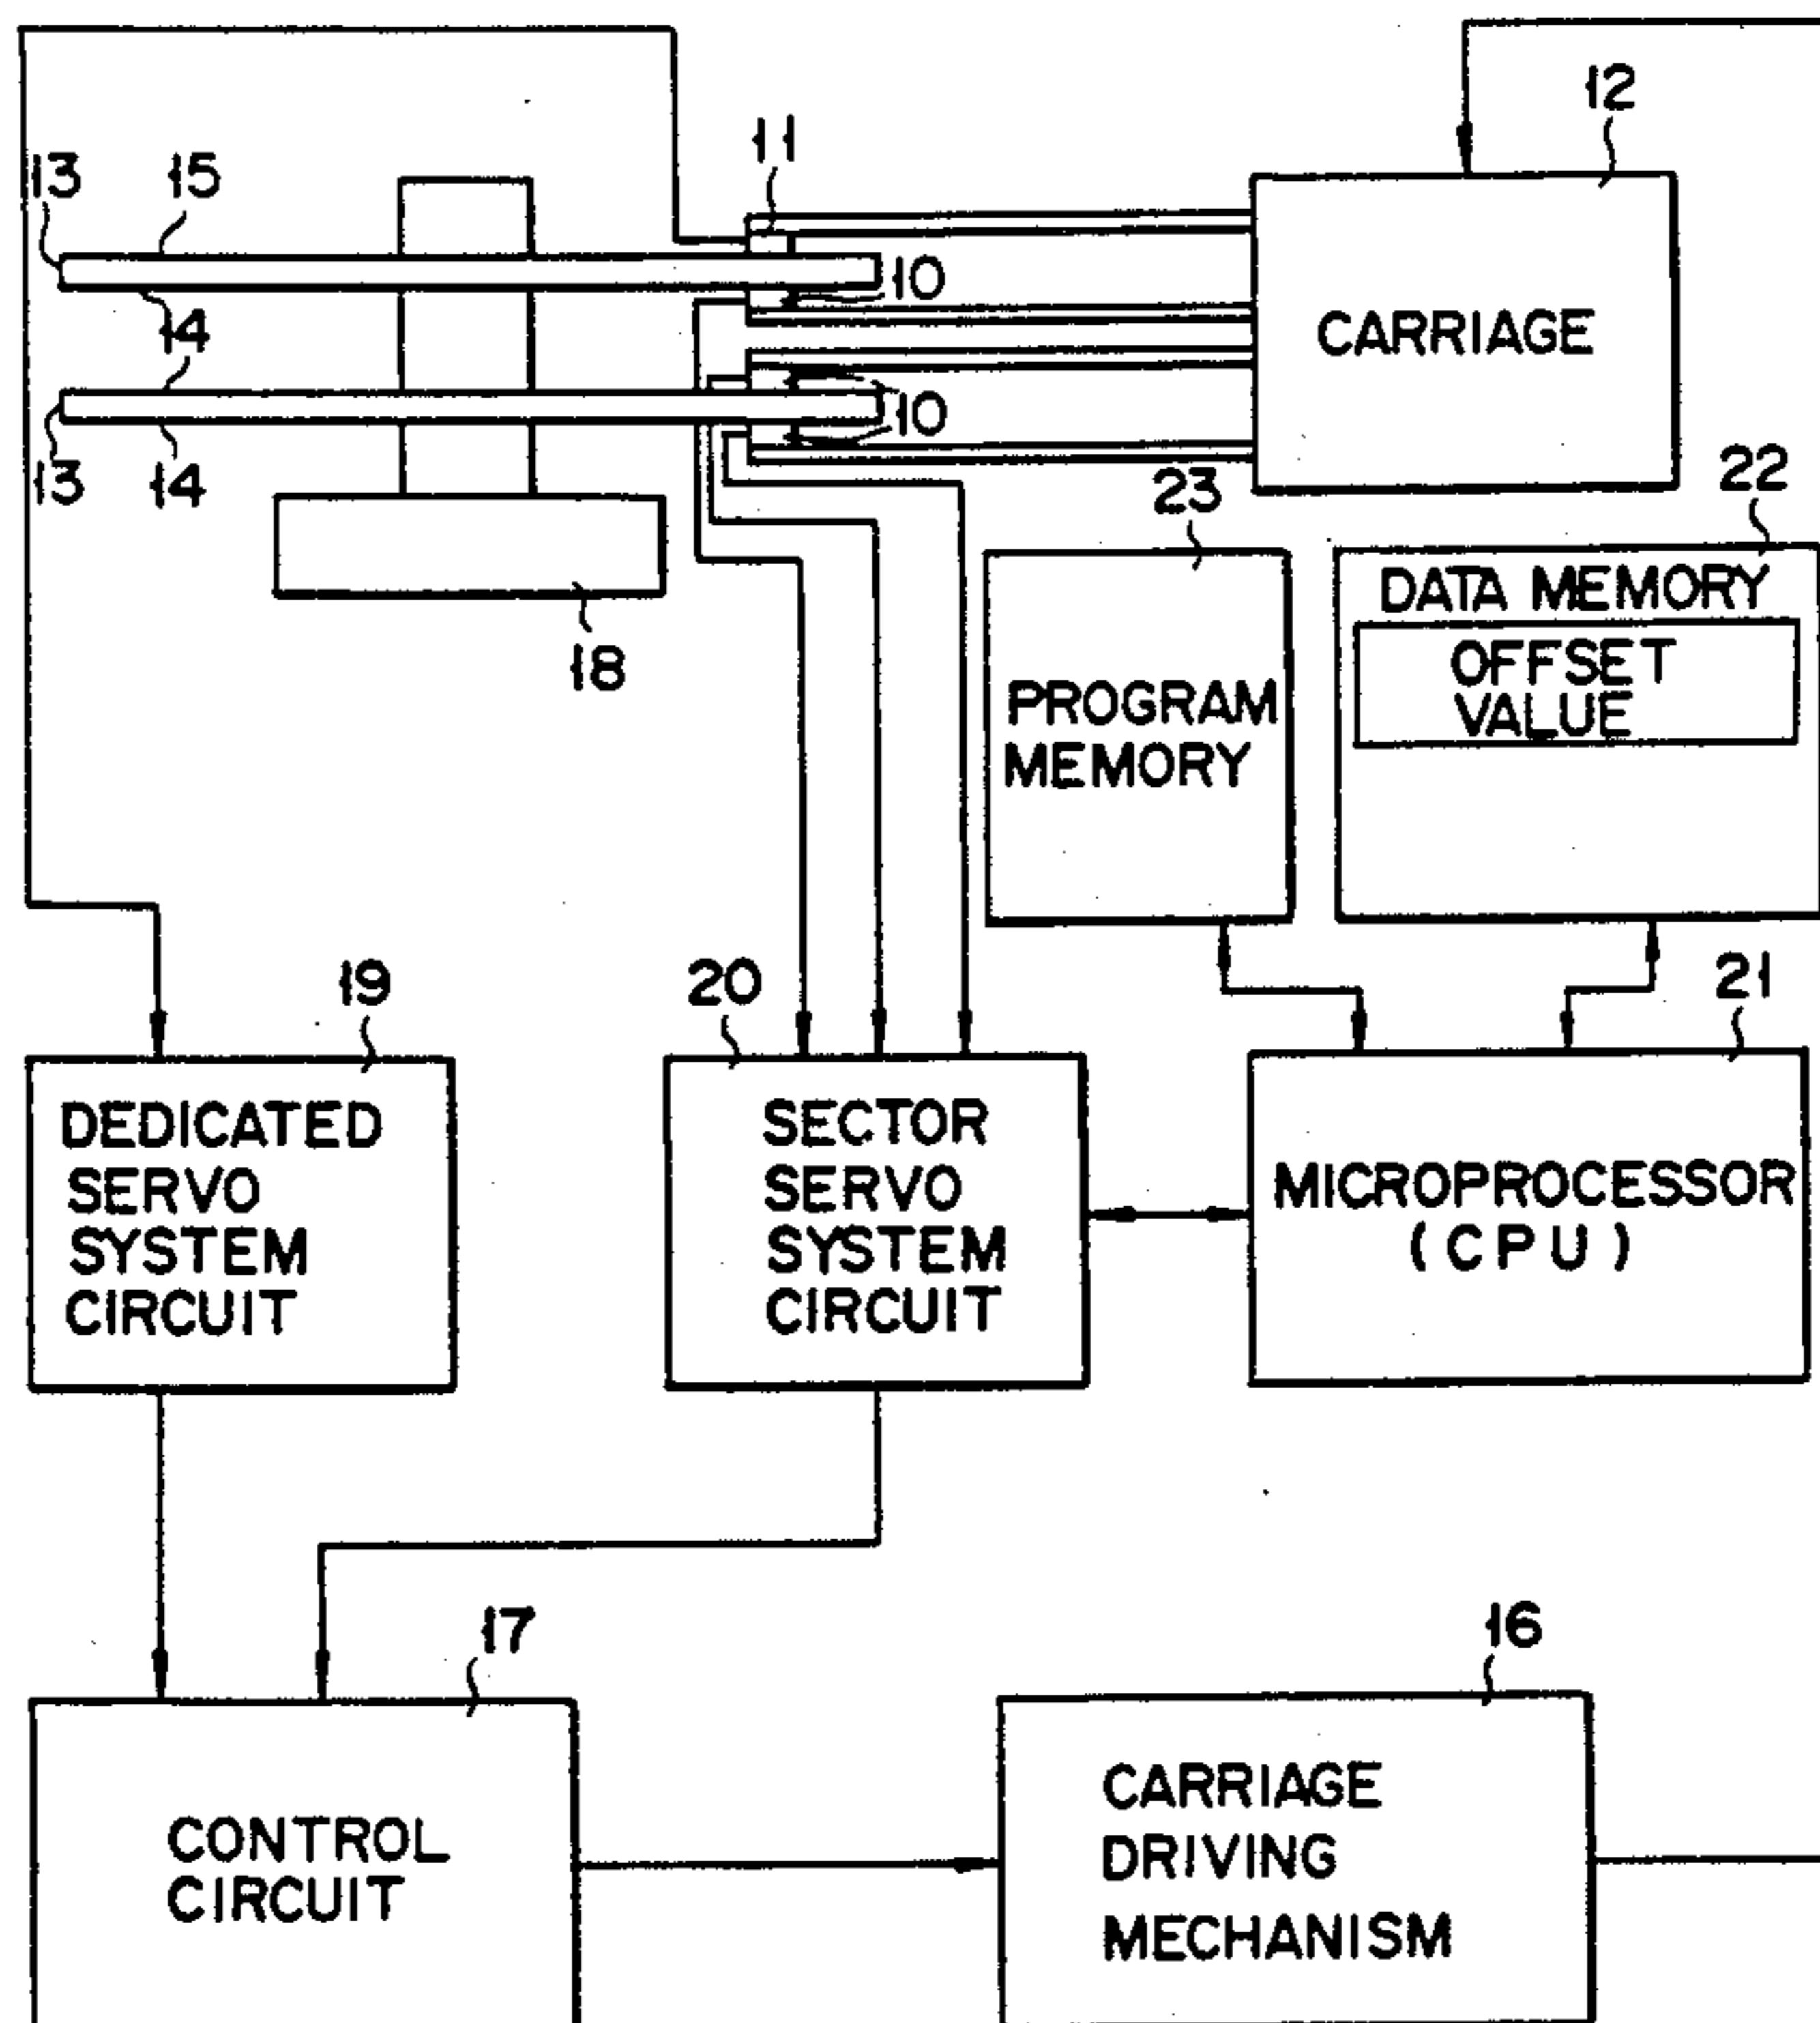 12
11
13
15
10
14
CARRIAGE
14
10
13
14
23
22
DATA MEMORY
OFFSET
VALUE
18
PROGRAM
MEMORY
19
20
21
DEDICATED
SERVO
SYSTEM
CIRCUIT
SECTOR
SERVO
SYSTEM
CIRCUIT
MICROPROCESSOR
(CPU)
17
16
CONTROL
CIRCUIT
CARRIAGE
DRIVING
MECHANISM